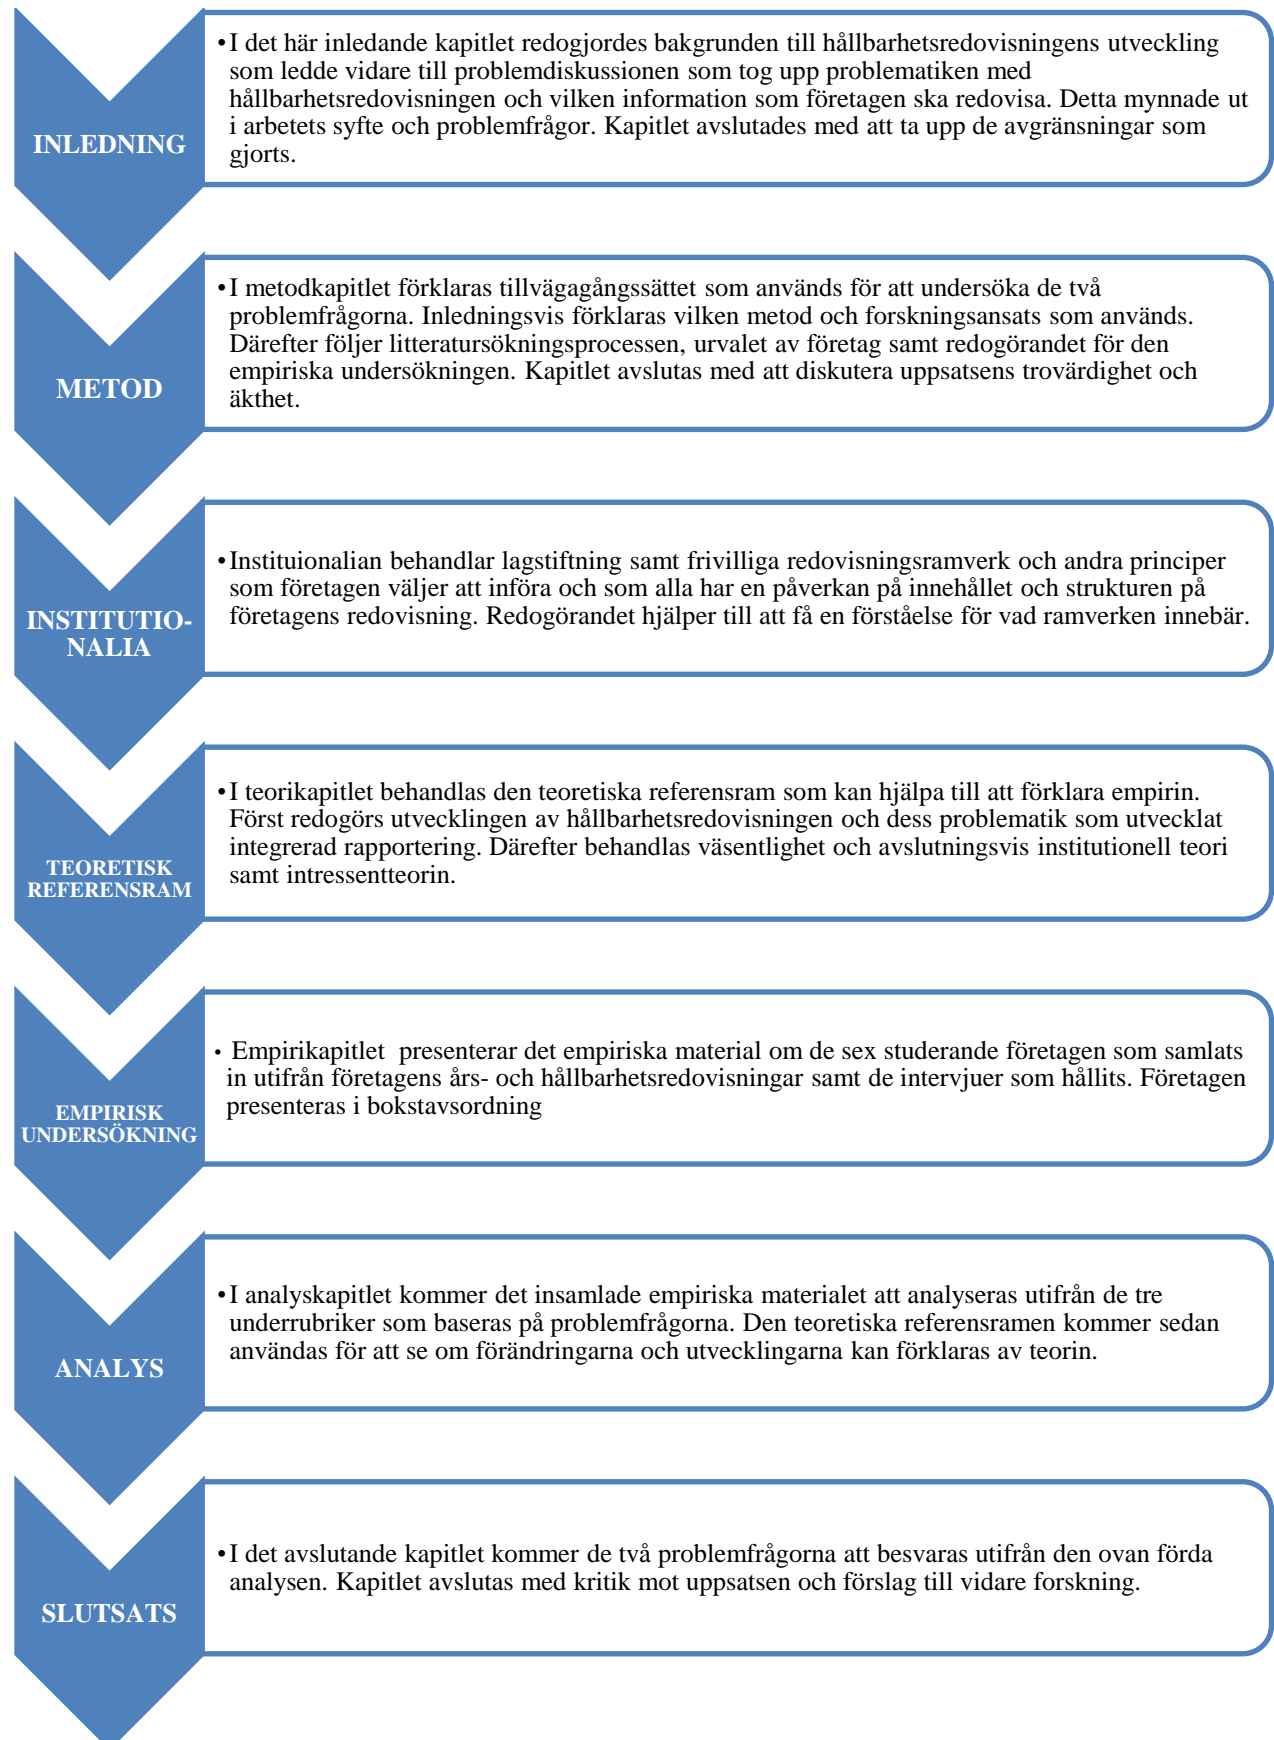 INLEDNING
•I det här inledande kapitlet redogjordes bakgrunden till hållbarhetsredovisningens utveckling
som ledde vidare till problemdiskussionen som tog upp problematiken med
hållbarhetsredovisningen och vilken information som företagen ska redovisa. Detta mynnade ut
i arbetets syfte och problemfrågor. Kapitlet avslutades med att ta upp de avgränsningar som
gjorts.
METOD
•I metodkapitlet förklaras tillvägagångssättet som används för att undersöka de två
problemfrågorna. Inledningsvis förklaras vilken metod och forskningsansats som används.
Därefter följer litteratursökningsprocessen, urvalet av företag samt redogörandet för den
empiriska undersökningen. Kapitlet avslutas med att diskutera uppsatsens trovärdighet och
äkthet.
INSTITUTIO-
NALIA
•Instituionalian behandlar lagstiftning samt frivilliga redovisningsramverk och andra principer
som företagen väljer att införa och som alla har en påverkan på innehållet och strukturen på
företagens redovisning. Redogörandet hjälper till att få en förståelse för vad ramverken innebär.
TEORETISK
REFERENSRAM
•I teorikapitlet behandlas den teoretiska referensram som kan hjälpa till att förklara empirin.
Först redogörs utvecklingen av hållbarhetsredovisningen och dess problematik som utvecklat
integrerad rapportering. Därefter behandlas väsentlighet och avslutningsvis institutionell teori
samt intressentteorin.
EMPIRISK
UNDERSÖKNING
• Empirikapitlet  presenterar det empiriska material om de sex studerande företagen som samlats
in utifrån företagens års- och hållbarhetsredovisningar samt de intervjuer som hållits. Företagen
presenteras i bokstavsordning
ANALYS
•I analyskapitlet kommer det insamlade empiriska materialet att analyseras utifrån de tre
underrubriker som baseras på problemfrågorna. Den teoretiska referensramen kommer sedan
användas för att se om förändringarna och utvecklingarna kan förklaras av teorin.
SLUTSATS
•I det avslutande kapitlet kommer de två problemfrågorna att besvaras utifrån den ovan förda
analysen. Kapitlet avslutas med kritik mot uppsatsen och förslag till vidare forskning.